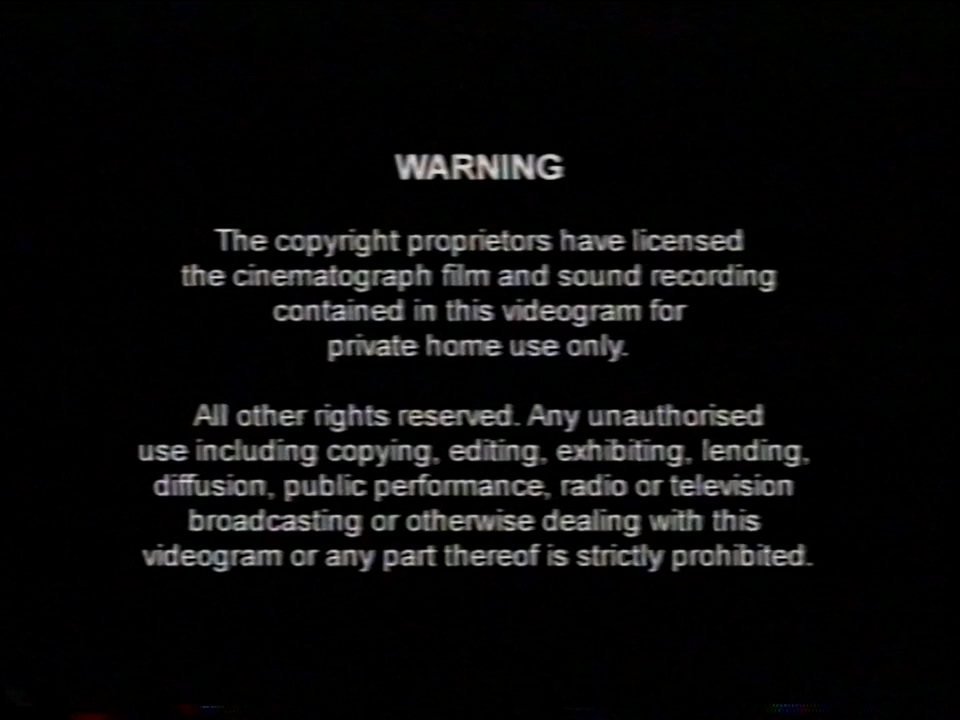 WARNING
The copyright proprietors have licensed
the cinematograph film and sound recording
contained in this videogram for
private home use only.
All other rights reserved. Any unauthorised
use including copying, editing, exhibiting, lending,
diffusion, public performance, radio or television
broadcasting or otherwise dealing with this
videogram or any part thereof is strictly prohibited.